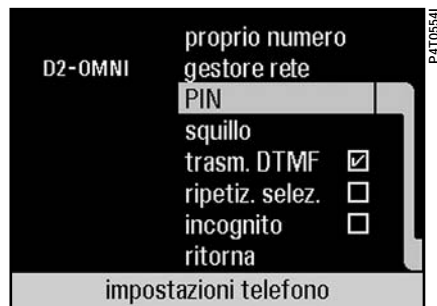 proprio numero
D2-OMNI gestore rete
PIN
squillo
trasm. DTMF
ripetiz. selez.
incognito
ritorna
impostazioni telefono
P4T0554I